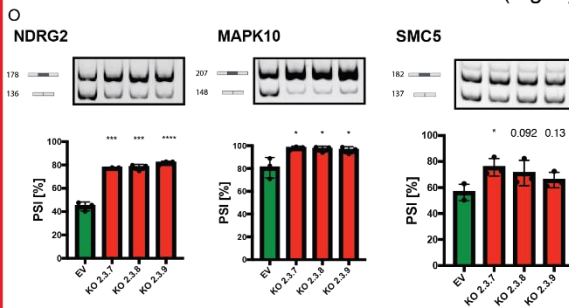 O
NDRG2
178
136
***
***
****
PSI [%]
100
80
60
40
20
0
EV
KO 2.3.7
KO 2.3.8
KO 2.3.9
MAPK10
207
148
*
*
*
PSI [%]
100
80
60
40
20
0
EV
KO 2.3.7
KO 2.3.8
KO 2.3.9
SMC5
182
137
*
0.092
0.13
PSI [%]
100
80
60
40
20
0
EV
KO 2.3.7
KO 2.3.8
KO 2.3.9